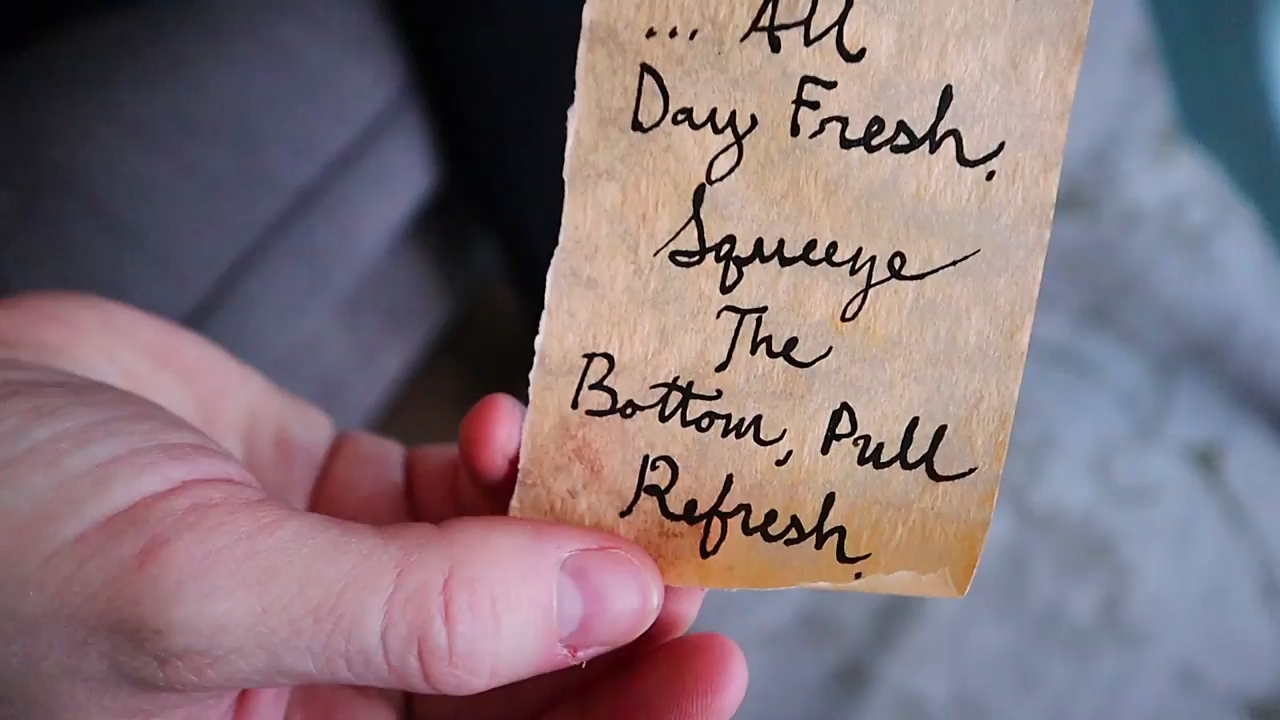 ... All
Day Fresh.
Squeeze
The
Bottom, Pull
Refresh.